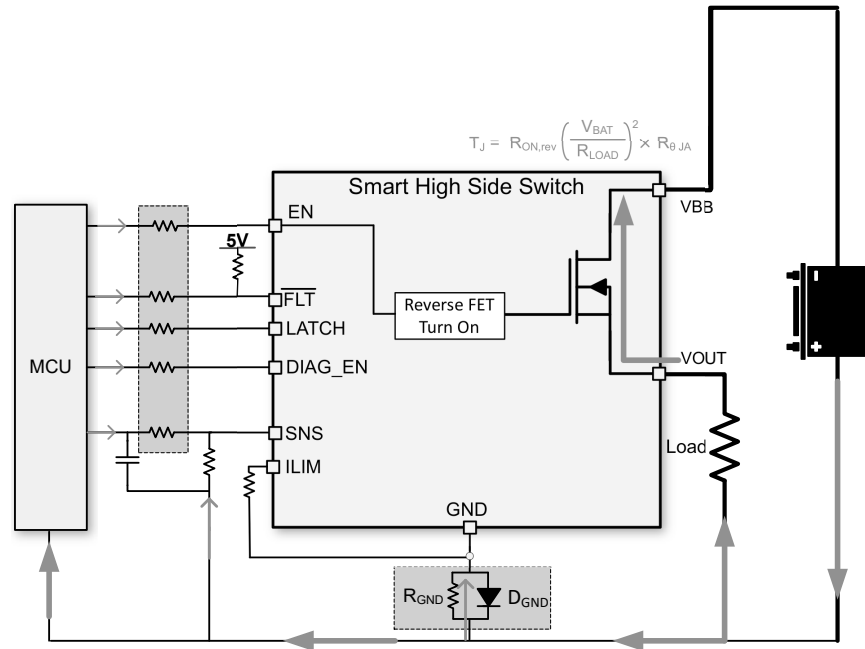 T_J = R_ON,rev (V_BAT / R_LOAD)^2 × R_θJA
Smart High Side Switch
VBB
EN
5V
FLT
LATCH
DIAG_EN
SNS
ILIM
MCU
Reverse FET
Turn On
VOUT
Load
GND
R_GND
D_GND
-
+